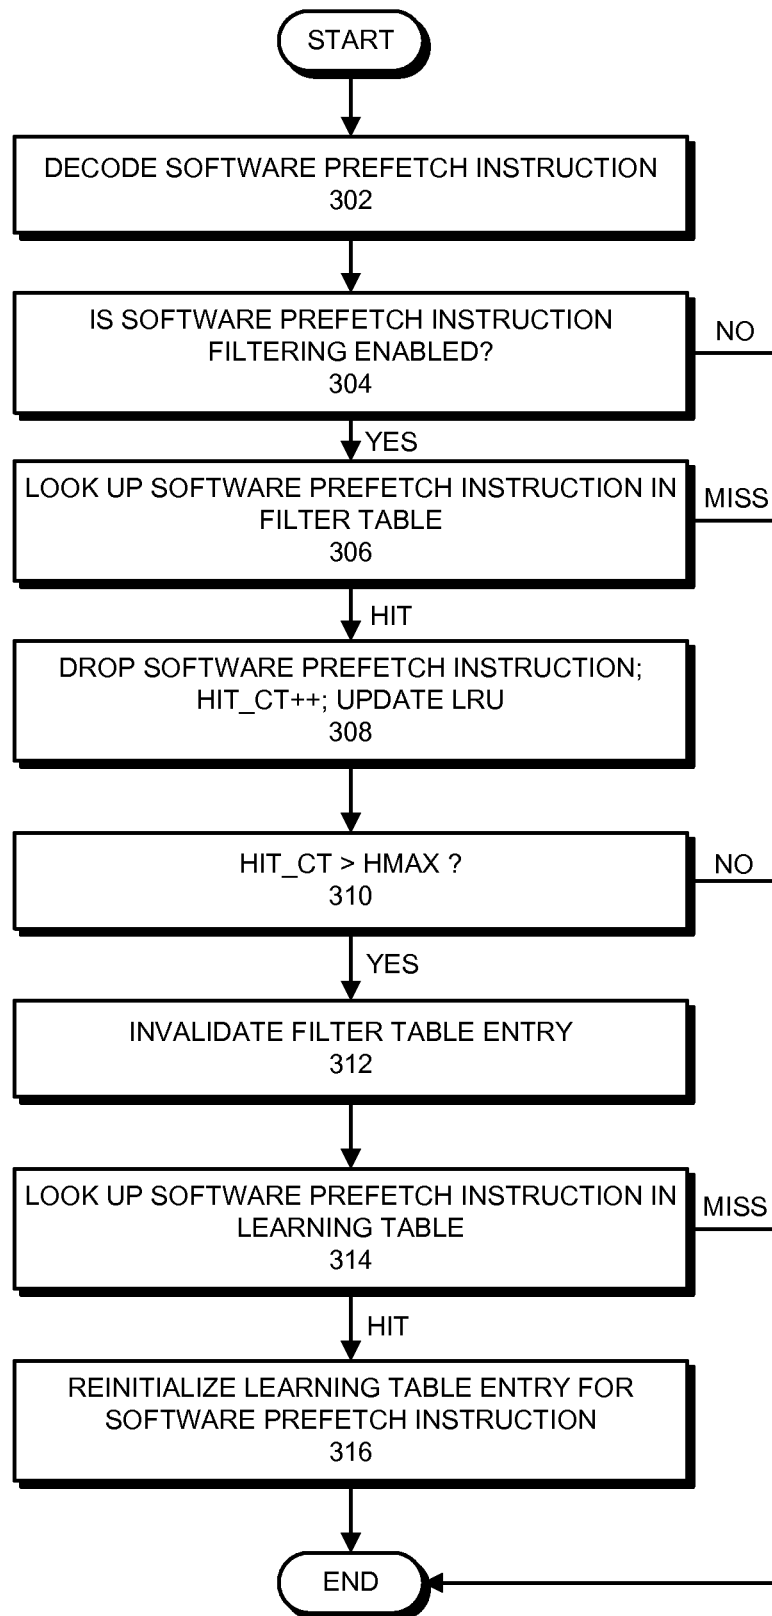 START
DECODE SOFTWARE PREFETCH INSTRUCTION
302
IS SOFTWARE PREFETCH INSTRUCTION
FILTERING ENABLED?
304
NO
YES
LOOK UP SOFTWARE PREFETCH INSTRUCTION IN
FILTER TABLE
306
MISS
HIT
DROP SOFTWARE PREFETCH INSTRUCTION;
HIT_CT++; UPDATE LRU
308
HIT_CT > HMAX ?
310
NO
YES
INVALIDATE FILTER TABLE ENTRY
312
LOOK UP SOFTWARE PREFETCH INSTRUCTION IN
LEARNING TABLE
314
MISS
HIT
REINITIALIZE LEARNING TABLE ENTRY FOR
SOFTWARE PREFETCH INSTRUCTION
316
END